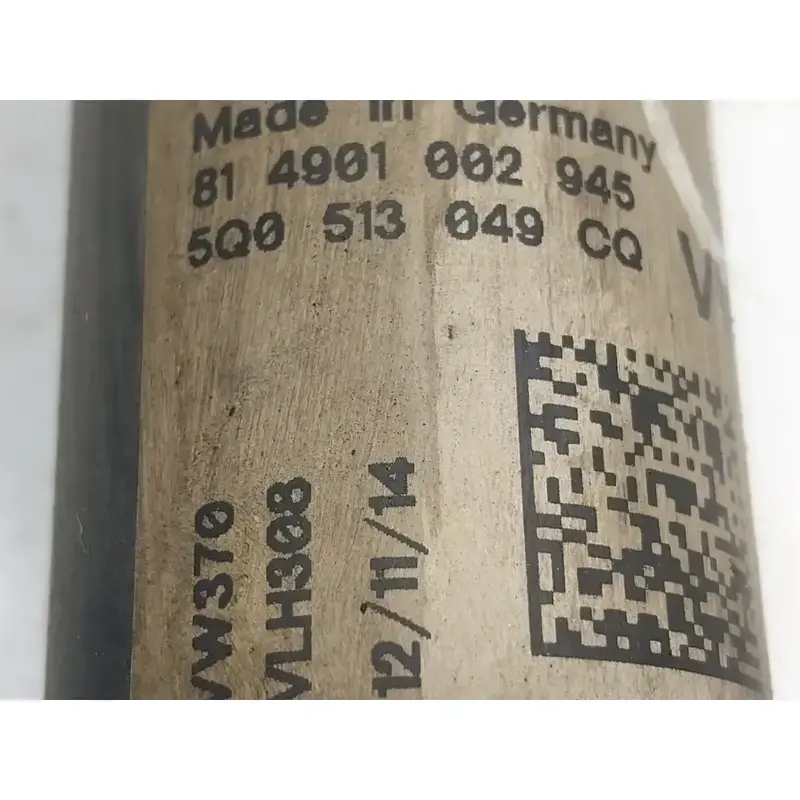 Made in Germany
81 4901 002 945
5Q0 513 049 CQ
VW370
VLH308
12/11/14